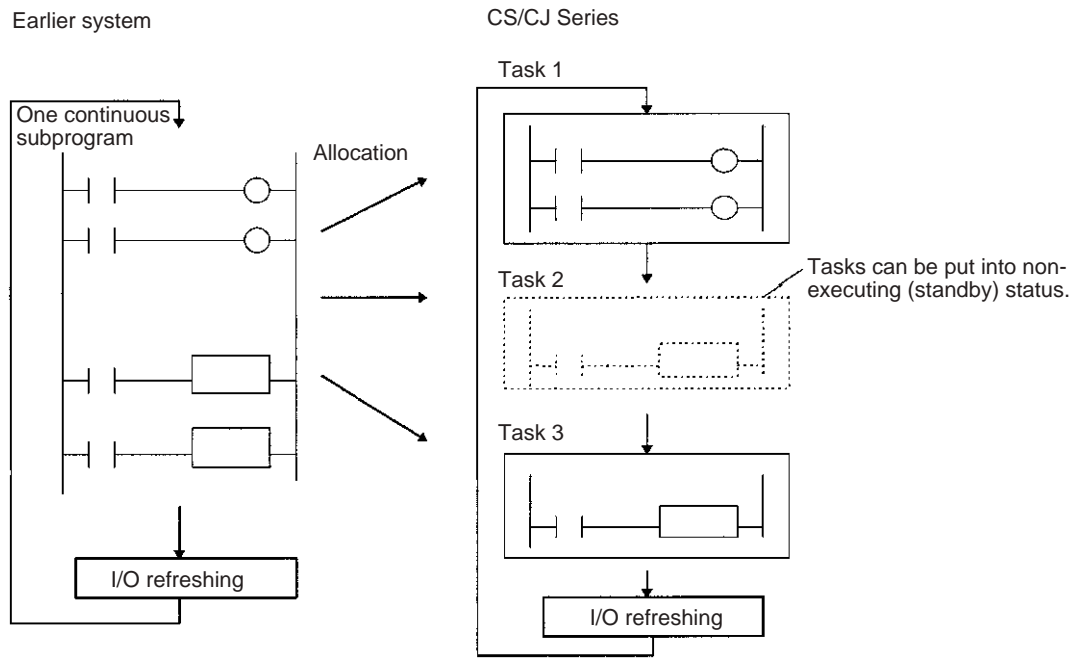 Earlier system
CS/CJ Series
One continuous
subprogram
Allocation
I/O refreshing
Task 1
Task 2
Tasks can be put into non-
executing (standby) status.
Task 3
I/O refreshing